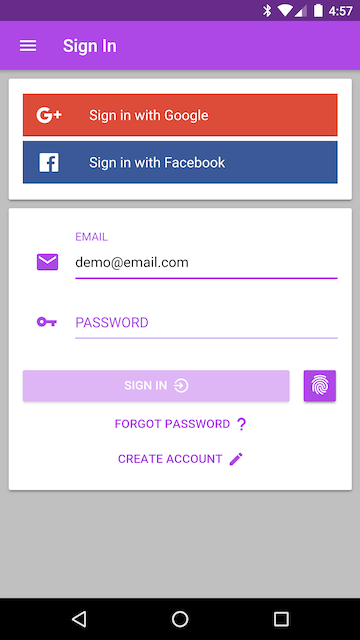 4:57
Sign In
G+ Sign in with Google
Sign in with Facebook
EMAIL
demo@email.com
PASSWORD
SIGN IN
FORGOT PASSWORD ?
CREATE ACCOUNT